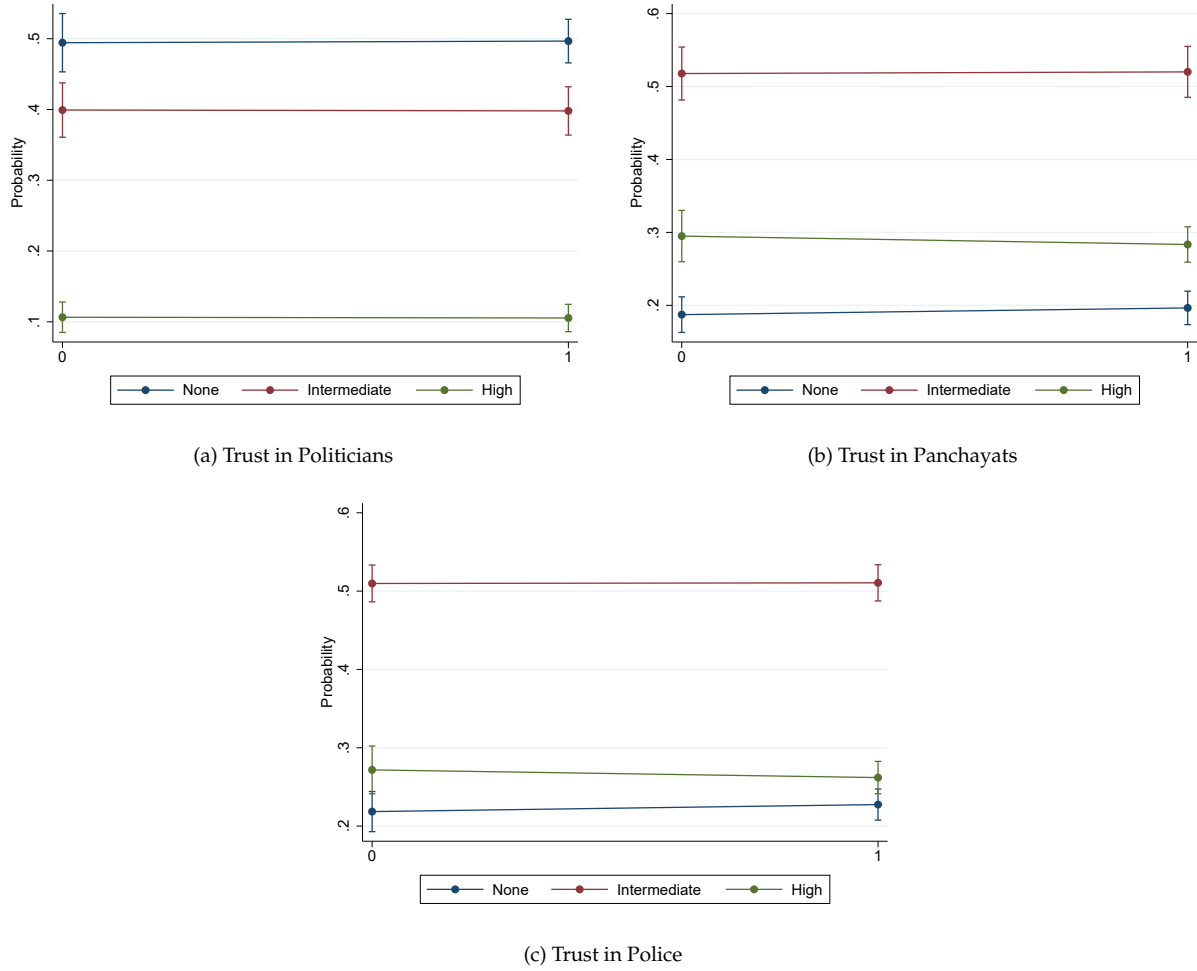 Probability
.5
.4
.3
.2
.1
0 1
None Intermediate High
(a) Trust in Politicians
Probability
.6
.5
.4
.3
.2
0 1
None Intermediate High
(b) Trust in Panchayats
Probability
.6
.5
.4
.3
.2
0 1
None Intermediate High
(c) Trust in Police